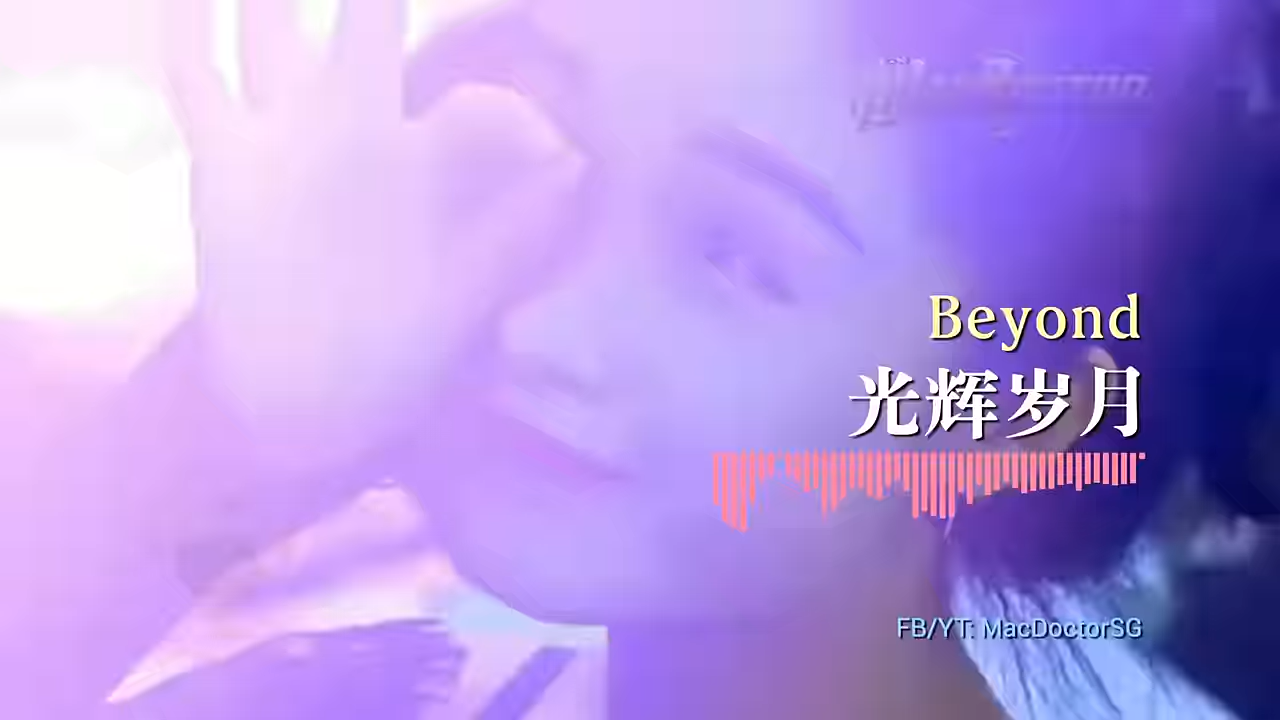 Beyond
光辉岁月
FB/YT: MacDoctorSG